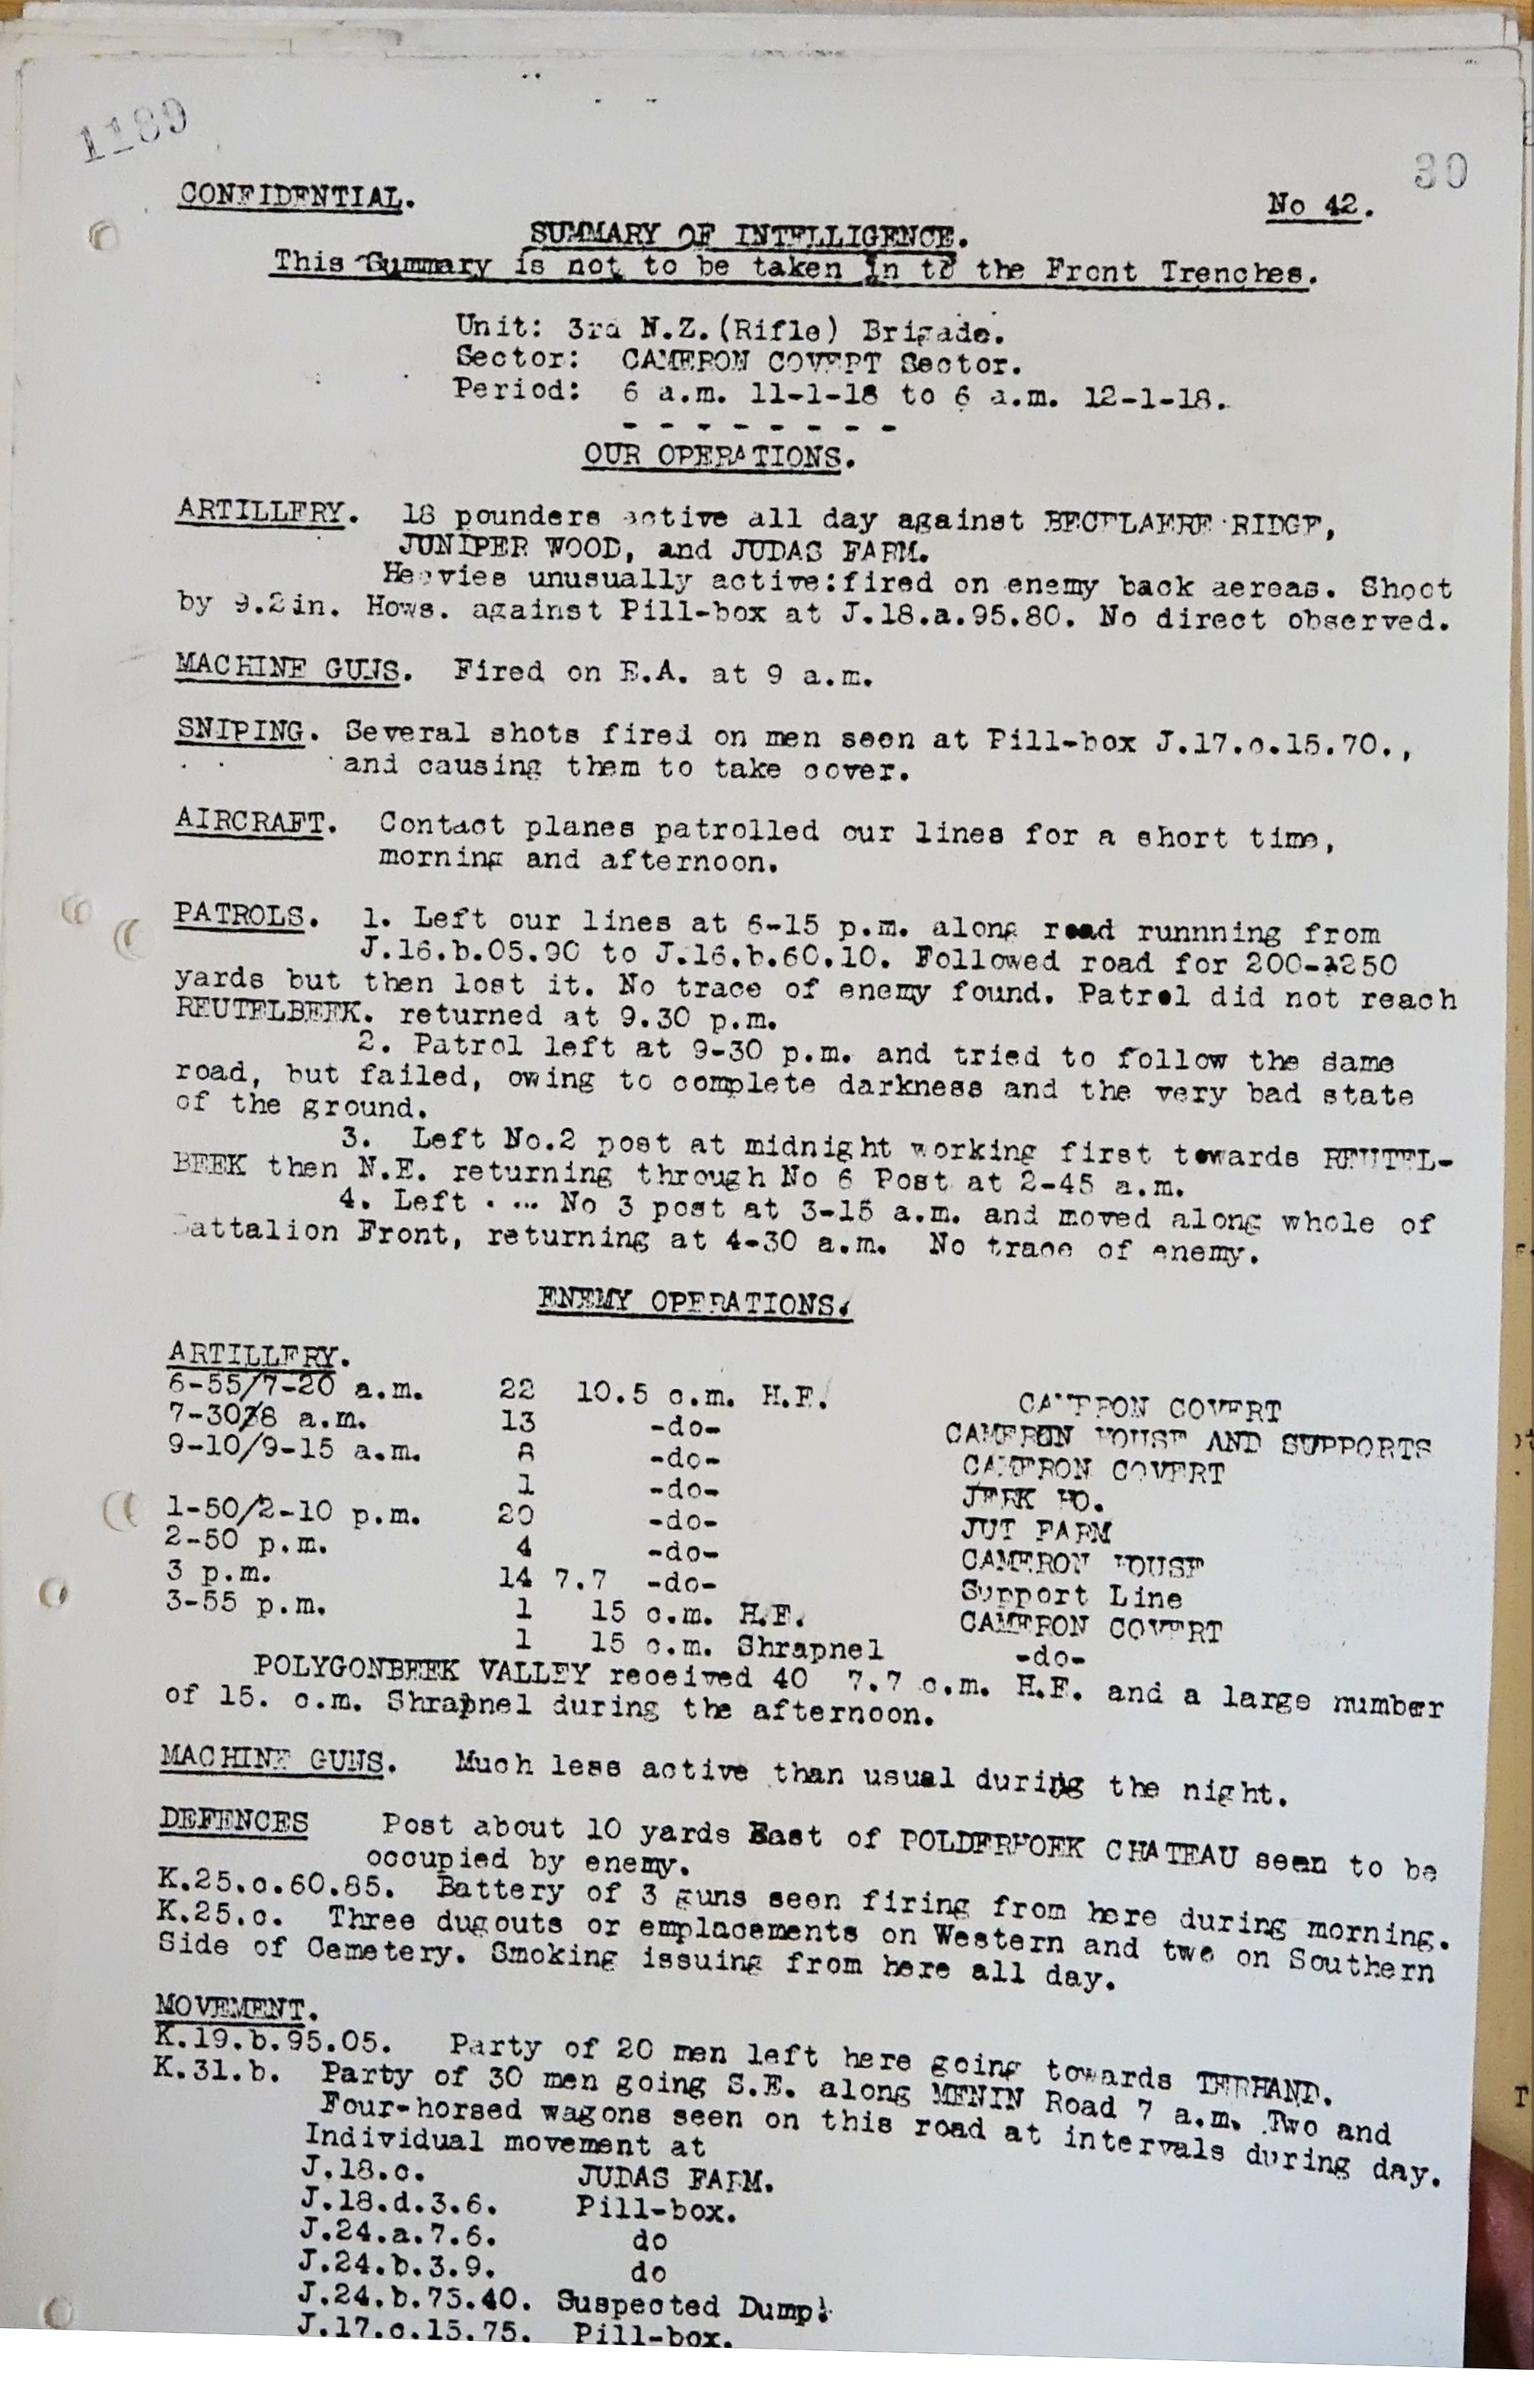 1189
30
CONFIDENTIAL. No 42.
SUMMARY OF INTELLIGENCE.
This Summary is not to be taken in to the Front Trenches.
Unit: 3rd N.Z.(Rifle) Brigade.
Sector: CAMERON COVERT Sector.
Period: 6 a.m. 11-1-18 to 6 a.m. 12-1-18.
- - - - - - - -
OUR OPERATIONS.
ARTILLERY. 18 pounders active all day against BECELAERE RIDGE,
JUNIPER WOOD, and JUDAS FARM.
Heavies unusually active:fired on enemy back aereas. Shoot
by 9.2in. Hows. against Pill-box at J.18.a.95.80. No direct observed.
MACHINE GUNS. Fired on E.A. at 9 a.m.
SNIPING. Several shots fired on men seen at Pill-box J.17.c.15.70.,
and causing them to take cover.
AIRCRAFT. Contact planes patrolled our lines for a short time,
morning and afternoon.
PATROLS. 1. Left our lines at 6-15 p.m. along road runnning from
J.16.b.05.90 to J.16.b.60.10. Followed road for 200-250
yards but then lost it. No trace of enemy found. Patrol did not reach
REUTELBEEK. returned at 9.30 p.m.
2. Patrol left at 9-30 p.m. and tried to follow the same
road, but failed, owing to complete darkness and the very bad state
of the ground.
3. Left No.2 post at midnight working first towards REUTEL-
BEEK then N.E. returning through No 6 Post at 2-45 a.m.
4. Left . ... No 3 post at 3-15 a.m. and moved along whole of
Battalion Front, returning at 4-30 a.m. No trace of enemy.
ENEMY OPERATIONS.
ARTILLERY.
6-55/7-20 a.m. 22 10.5 c.m. H.E. CAMERON COVERT
7-30/8 a.m. 13 -do- CAMERON HOUSE AND SUPPORTS
9-10/9-15 a.m. 8 -do- CAMERON COVERT
1 -do- JERK HO.
1-50/2-10 p.m. 20 -do- JUT FARM
2-50 p.m. 4 -do- CAMERON HOUSE
3 p.m. 14 7.7 -do- Support Line
3-55 p.m. 1 15 c.m. H.E. CAMERON COVERT
1 15 c.m. Shrapnel -do-
POLYGONBEEK VALLEY received 40 7.7 c.m. H.E. and a large number
of 15. c.m. Shrapnel during the afternoon.
MACHINE GUNS. Much less active than usual during the night.
DEFENCES Post about 10 yards East of POLDERHOEK CHATEAU seen to be
occupied by enemy.
K.25.c.60.85. Battery of 3 guns seen firing from here during morning.
K.25.c. Three dugouts or emplacements on Western and two on Southern
Side of Cemetery. Smoking issuing from here all day.
MOVEMENT.
K.19.b.95.05. Party of 20 men left here going towards TERHAND.
K.31.b. Party of 30 men going S.E. along MENIN Road 7 a.m. Two and
Four-horsed wagons seen on this road at intervals during day.
Individual movement at
J.18.c. JUDAS FARM.
J.18.d.3.6. Pill-box.
J.24.a.7.6. do
J.24.b.3.9. do
J.24.b.75.40. Suspected Dump!
J.17.c.15.75. Pill-box.